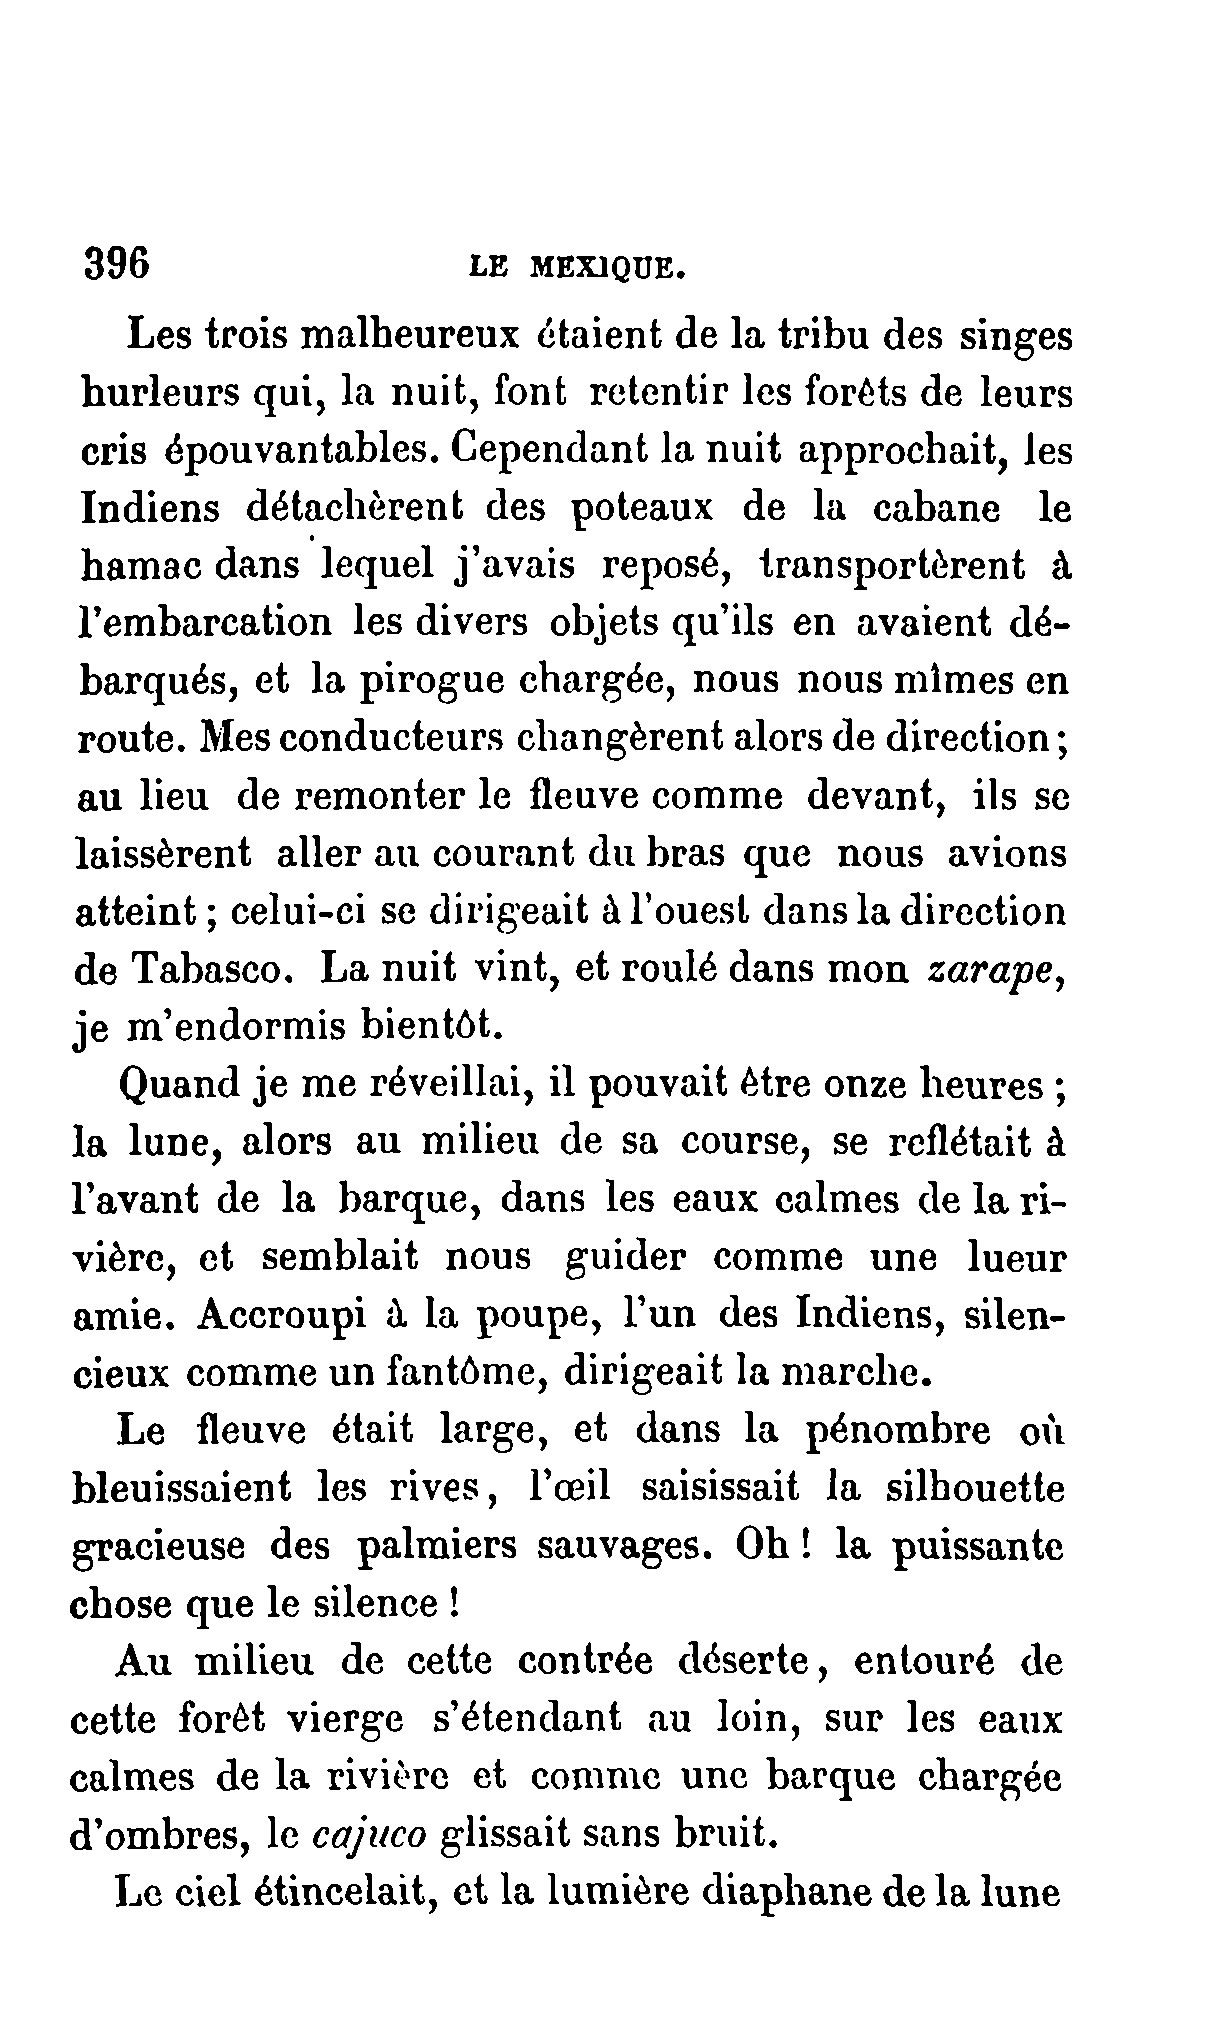 396 LE MEXIQUE.
Les trois malheureux étaient de la tribu des singes
hurleurs qui, la nuit, font retentir les forêts de leurs
cris épouvantables. Cependant la nuit approchait, les
Indiens détachèrent des poteaux de la cabane le
hamac dans lequel j'avais reposé, transportèrent à
l'embarcation les divers objets qu'ils en avaient dé-
barqués, et la pirogue chargée, nous nous mîmes en
route. Mes conducteurs changèrent alors de direction;
au lieu de remonter le fleuve comme devant, ils se
laissèrent aller au courant du bras que nous avions
atteint ; celui-ci se dirigeait à l'ouest dans la direction
de Tabasco. La nuit vint, et roulé dans mon zarape,
je m'endormis bientôt.
Quand je me réveillai, il pouvait être onze heures ;
la lune, alors au milieu de sa course, se reflétait à
l'avant de la barque, dans les eaux calmes de la ri-
vière, et semblait nous guider comme une lueur
amie. Accroupi à la poupe, l'un des Indiens, silen-
cieux comme un fantôme, dirigeait la marche.
Le fleuve était large, et dans la pénombre où
bleuissaient les rives, l'œil saisissait la silhouette
gracieuse des palmiers sauvages. Oh ! la puissante
chose que le silence !
Au milieu de cette contrée déserte, entouré de
cette forêt vierge s'étendant au loin, sur les eaux
calmes de la rivière et comme une barque chargée
d'ombres, le cajuco glissait sans bruit.
Le ciel étincelait, et la lumière diaphane de la lune